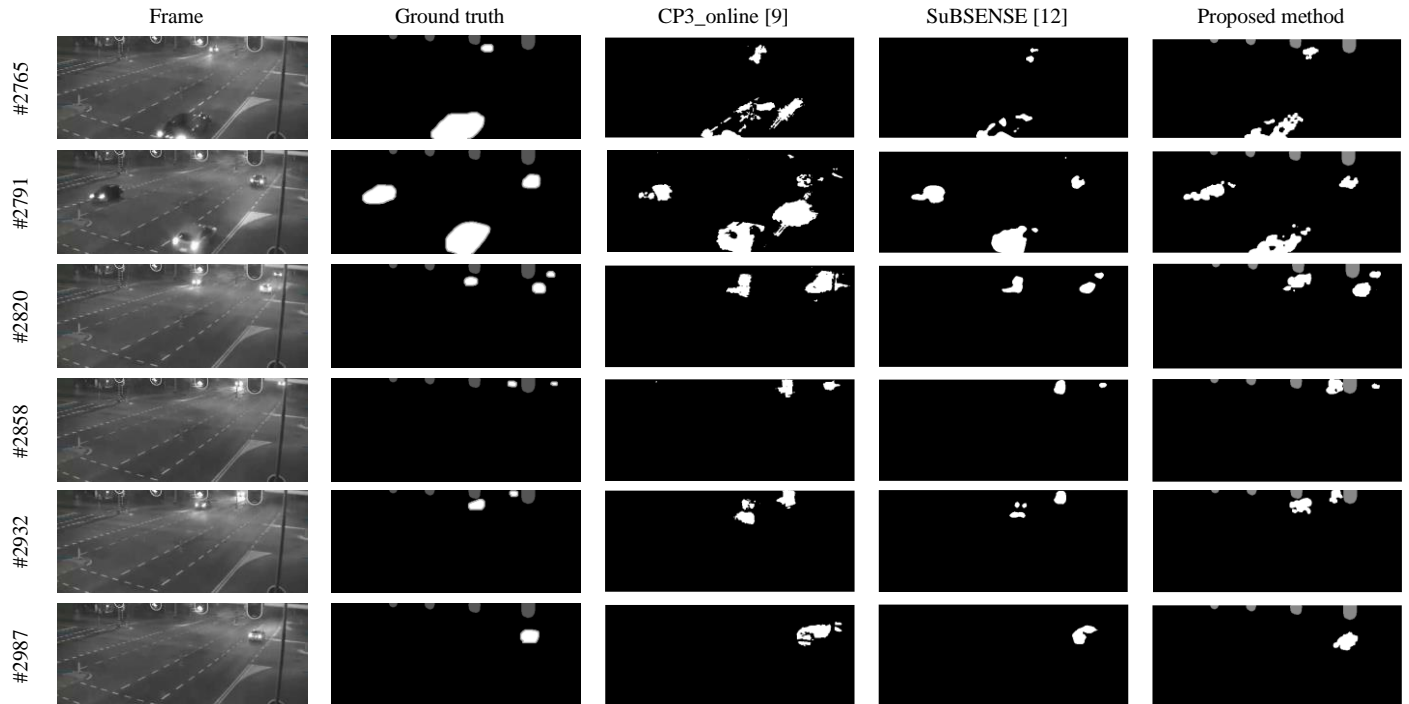 Frame
Ground truth
CP3_online [9]
SuBSENSE [12]
Proposed method
#2765
#2791
#2820
#2858
#2932
#2987